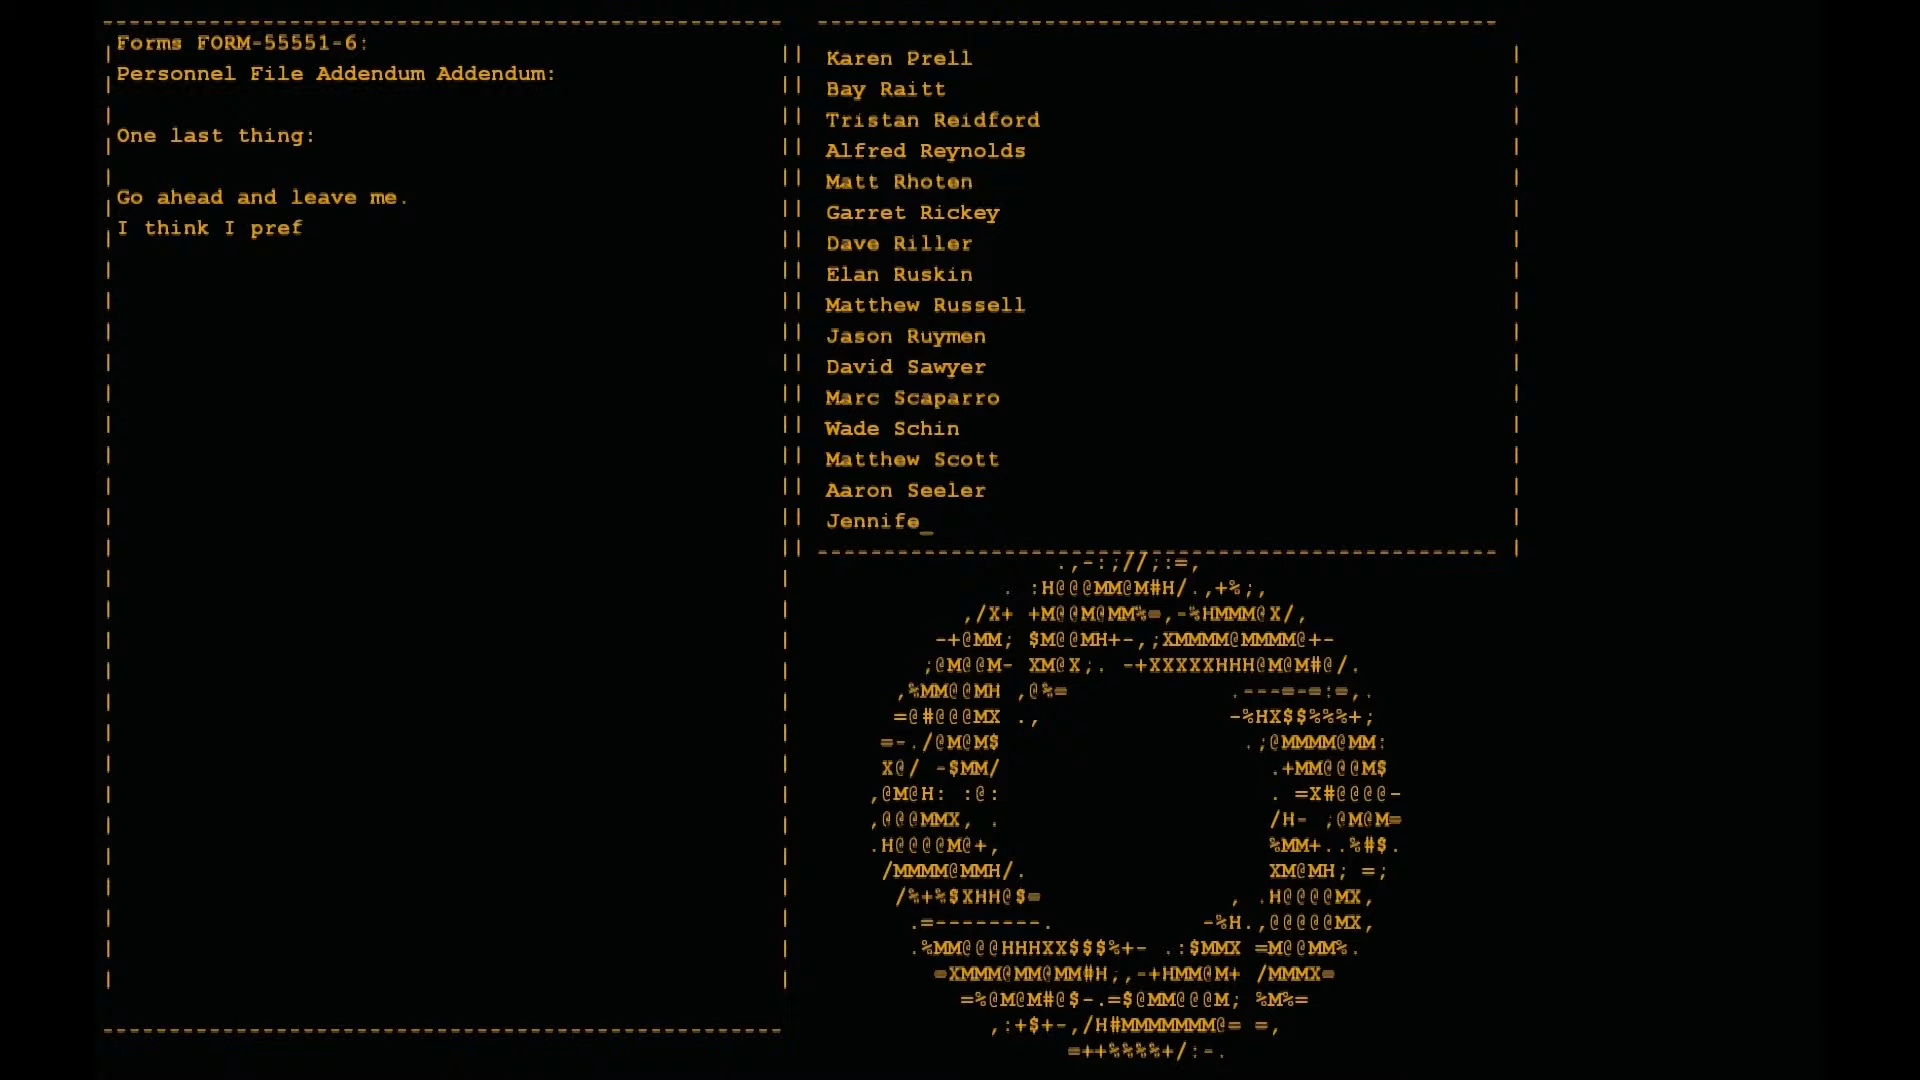 Forms FORM-55551-6:
Personnel File Addendum Addendum:
One last thing:
Go ahead and leave me.
I think I pref
Karen Prell
Bay Raitt
Tristan Reidford
Alfred Reynolds
Matt Rhoten
Garret Rickey
Dave Riller
Elan Ruskin
Matthew Russell
Jason Ruymen
David Sawyer
Marc Scaparro
Wade Schin
Matthew Scott
Aaron Seeler
Jennife_